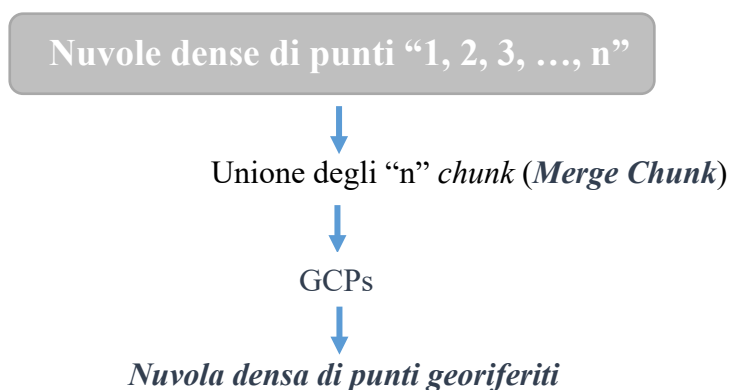 Nuvole dense di punti “1, 2, 3, …, n”
Unione degli “n” chunk (Merge Chunk)
GCPs
Nuvola densa di punti georiferiti